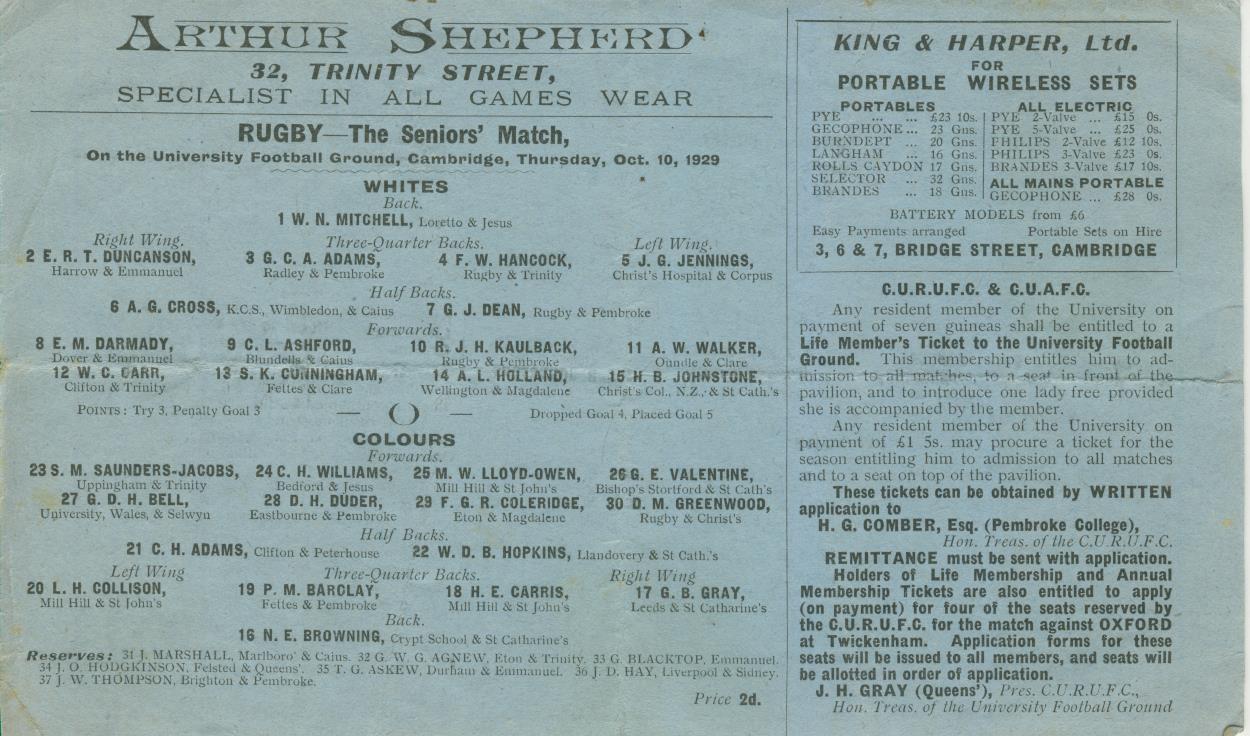 ARTHUR SHEPHERD
32, TRINITY STREET,
SPECIALIST IN ALL GAMES WEAR
RUGBY—The Seniors' Match,
On the University Football Ground, Cambridge, Thursday, Oct. 10, 1929
WHITES
Back.
1 W. N. MITCHELL, Loretto & Jesus
Right Wing. Three-Quarter Backs. Left Wing.
2 E. R. T. DUNCANSON, 3 G. C. A. ADAMS, 4 F. W. HANCOCK, 5 J. G. JENNINGS,
Harrow & Emmanuel Radley & Pembroke Rugby & Trinity Christ's Hospital & Corpus
Half Backs.
6 A. G. CROSS, K.C.S., Wimbledon, & Caius 7 G. J. DEAN, Rugby & Pembroke
Forwards.
8 E. M. DARMADY, 9 C. L. ASHFORD, 10 R. J. H. KAULBACK, 11 A. W. WALKER,
Dover & Emmanuel Blundells & Caius Rugby & Pembroke Oundle & Clare
12 W. C. CARR, 13 S. K. CUNNINGHAM, 14 A. L. HOLLAND, 15 H. B. JOHNSTONE,
Clifton & Trinity Fettes & Clare Wellington & Magdalene Christ's Col., N.Z., & St Cath.'s
POINTS: Try 3, Penalty Goal 3 — O — Dropped Goal 4, Placed Goal 5
COLOURS
Forwards.
23 S. M. SAUNDERS-JACOBS, 24 C. H. WILLIAMS, 25 M. W. LLOYD-OWEN, 26 G. E. VALENTINE,
Uppingham & Trinity Bedford & Jesus Mill Hill & St John's Bishop's Stortford & St Cath's
27 G. D. H. BELL, 28 D. H. DUDER, 29 F. G. R. COLERIDGE, 30 D. M. GREENWOOD,
University, Wales, & Selwyn Eastbourne & Pembroke Eton & Magdalene Rugby & Christ's
Half Backs.
21 C. H. ADAMS, Clifton & Peterhouse 22 W. D. B. HOPKINS, Llandovery & St Cath.'s
Left Wing Three-Quarter Backs. Right Wing
20 L. H. COLLISON, 19 P. M. BARCLAY, 18 H. E. CARRIS, 17 G. B. GRAY,
Mill Hill & St John's Fettes & Pembroke Mill Hill & St John's Leeds & St Catharine's
Back.
16 N. E. BROWNING, Crypt School & St Catharine's
Reserves: 31 J. MARSHALL, Marlboro' & Caius. 32 G. W. G. AGNEW, Eton & Trinity. 33 G. BLACKTOP, Emmanuel.
34 J. O. HODGKINSON, Felsted & Queens'. 35 T. G. ASKEW, Durham & Emmanuel. 36 J. D. HAY, Liverpool & Sidney.
37 J. W. THOMPSON, Brighton & Pembroke.
Price 2d.
KING & HARPER, Ltd.
FOR
PORTABLE WIRELESS SETS
PORTABLES
PYE ... ... £23 10s.
GECOPHONE ... 23 Gns.
BURNDEPT ... 20 Gns.
LANGHAM ... 16 Gns.
ROLLS CAYDON 17 Gns.
SELECTOR ... 32 Gns.
BRANDES ... 18 Gns.
ALL ELECTRIC
PYE 2-Valve ... £15 0s.
PYE 5-Valve ... £25 0s.
PHILIPS 2-Valve £12 10s
PHILIPS 3-Valve £23 0s.
BRANDES 3-Valve £17 10s.
ALL MAINS PORTABLE
GECOPHONE ... £28 0s.
BATTERY MODELS from £6
Easy Payments arranged Portable Sets on Hire
3, 6 & 7, BRIDGE STREET, CAMBRIDGE
C.U.R.U.F.C. & C.U.A.F.C.
Any resident member of the University on
payment of seven guineas shall be entitled to a
Life Member's Ticket to the University Football
Ground. This membership entitles him to ad-
mission to all matches, to a seat in front of the
pavilion, and to introduce one lady free provided
she is accompanied by the member.
Any resident member of the University on
payment of £1 5s. may procure a ticket for the
season entitling him to admission to all matches
and to a seat on top of the pavilion.
These tickets can be obtained by WRITTEN
application to
H. G. COMBER, Esq. (Pembroke College),
Hon. Treas. of the C.U.R.U.F.C.
REMITTANCE must be sent with application.
Holders of Life Membership and Annual
Membership Tickets are also entitled to apply
(on payment) for four of the seats reserved by
the C.U.R.U.F.C. for the match against OXFORD
at Twickenham. Application forms for these
seats will be issued to all members, and seats will
be allotted in order of application.
J. H. GRAY (Queens'), Pres. C.U.R.U.F.C.,
Hon. Treas. of the University Football Ground